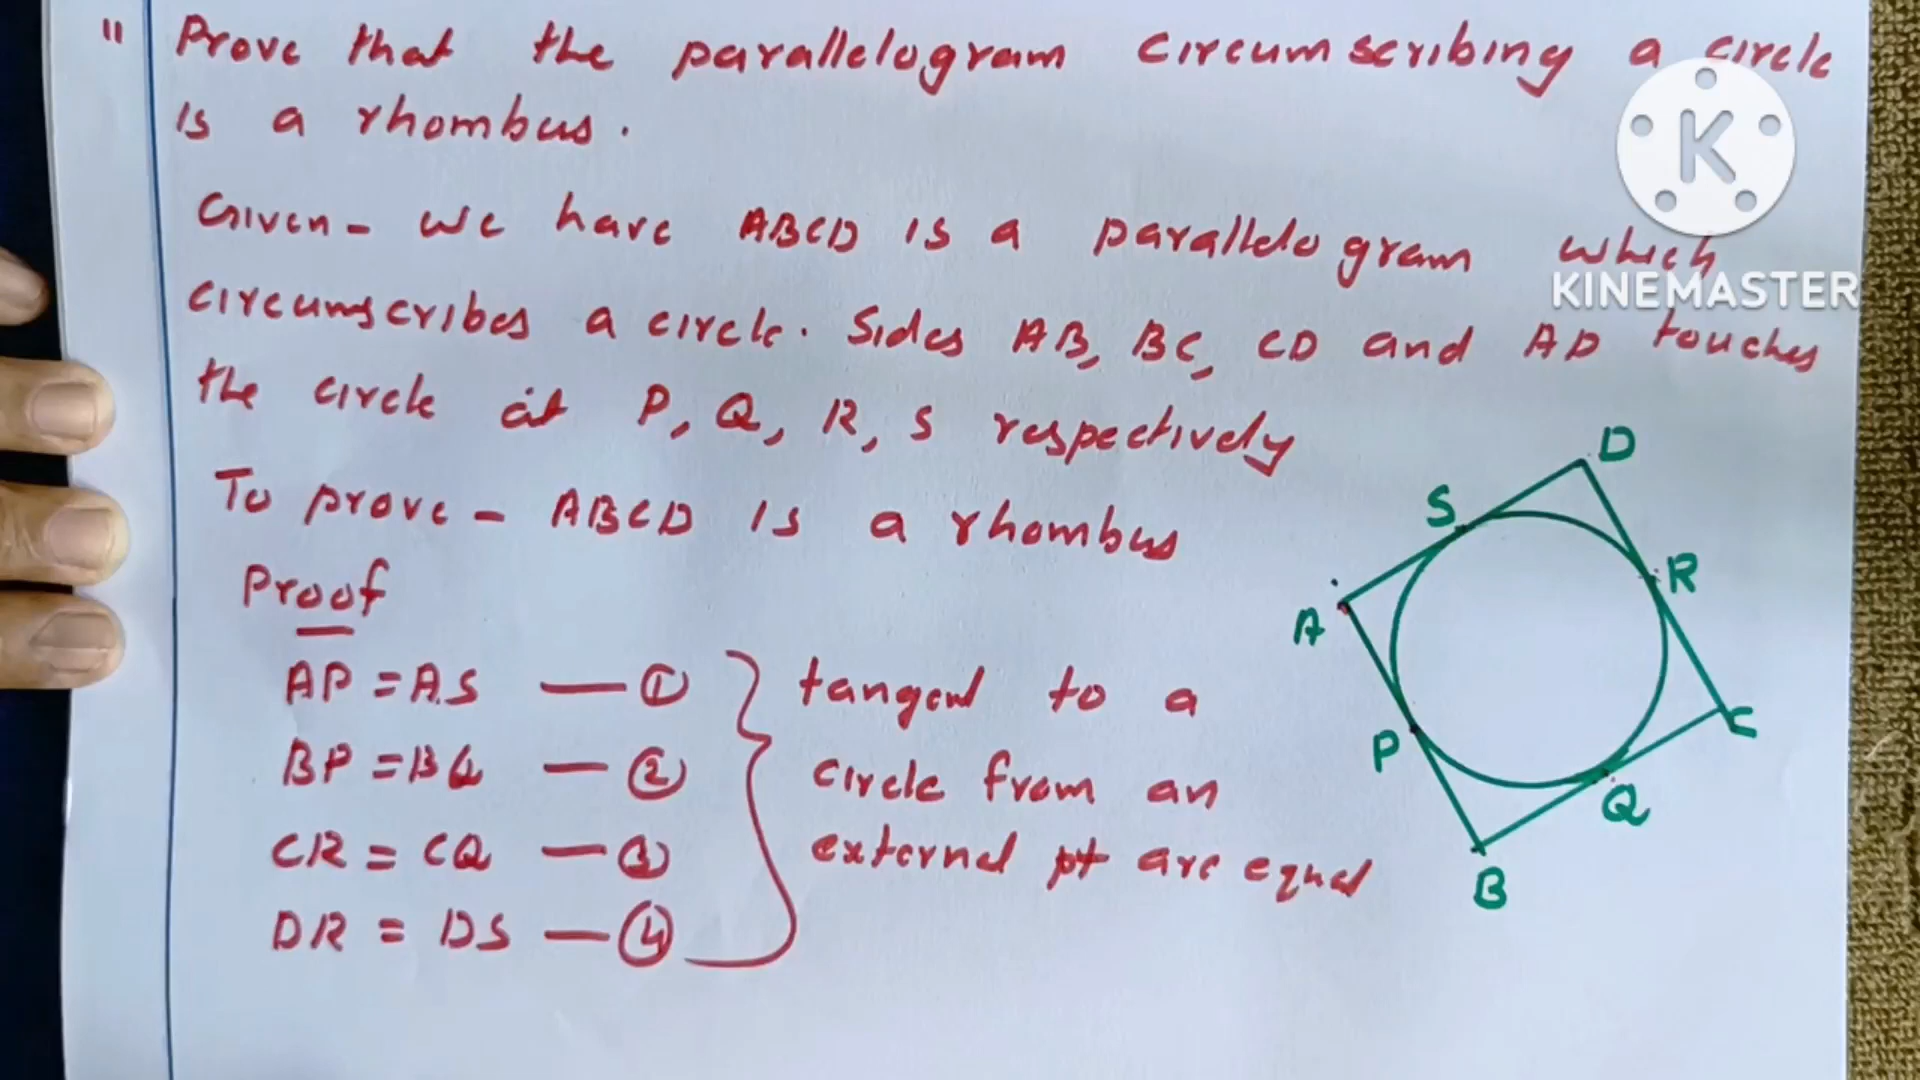 11 Prove that the parallelogram circumscribing a circle
is a rhombus.
Given - We have ABCD is a parallelogram which
circumscribes a circle. Sides AB, BC, CD and AD touches
the circle at P, Q, R, S respectively
To prove - ABCD is a rhombus
Proof
AP = AS — ①
BP = BQ — ②
CR = CQ — ③
DR = DS — ④
tangent to a
circle from an
external pt are equal
D
S
R
A
C
P
Q
B
K
KINEMASTER